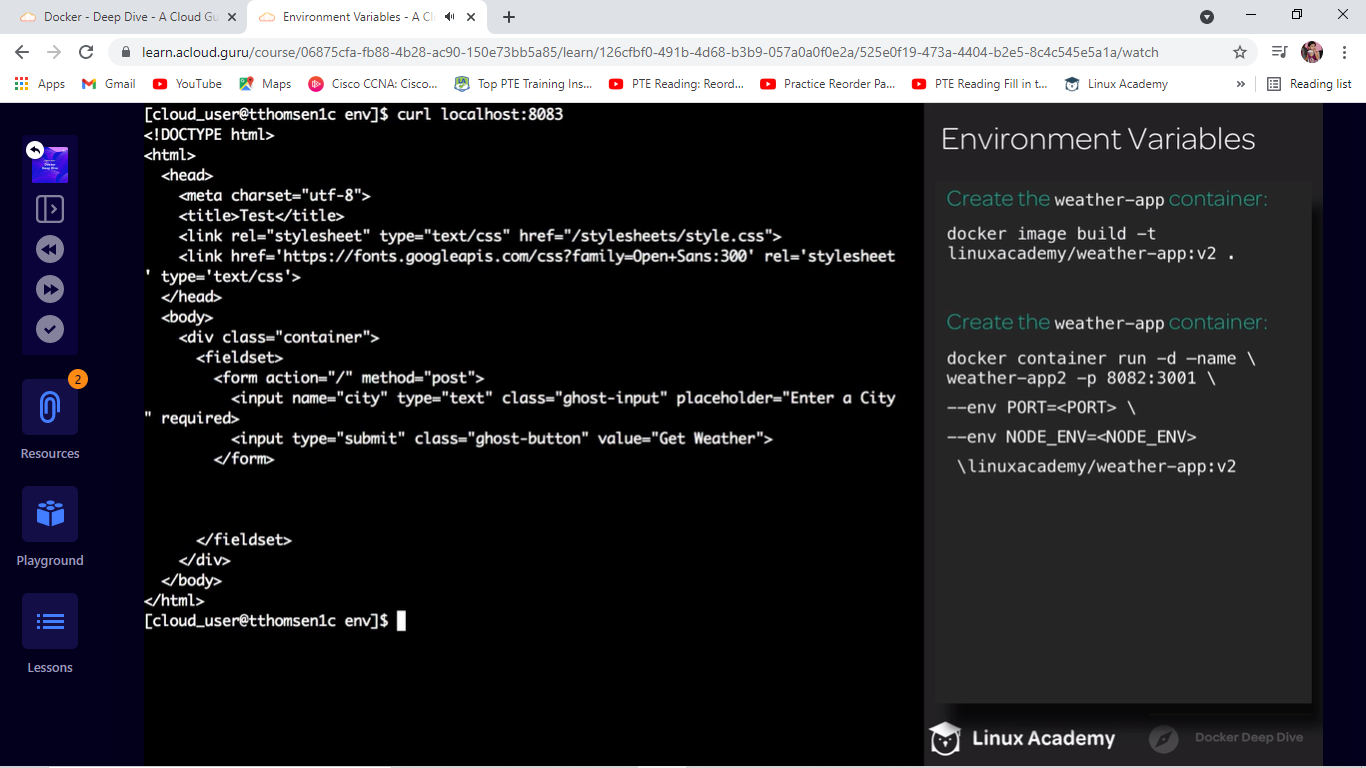 Docker - Deep Dive - A Cloud Gu
Environment Variables - A Cl
learn.acloud.guru/course/06875cfa-fb88-4b28-ac90-150e73bb5a85/learn/126cfbf0-491b-4d68-b3b9-057a0a0f0e2a/525e0f19-473a-4404-b2e5-8c4c545e5a1a/watch
Apps
Gmail
YouTube
Maps
Cisco CCNA: Cisco...
Top PTE Training Ins...
PTE Reading: Reord...
Practice Reorder Pa...
PTE Reading Fill in t...
Linux Academy
»
Reading list
Docker
Deep Dive
2
Resources
Playground
Lessons
[cloud_user@tthomsen1c env]$ curl localhost:8083
<!DOCTYPE html>
<html>
<head>
<meta charset="utf-8">
<title>Test</title>
<link rel="stylesheet" type="text/css" href="/stylesheets/style.css">
<link href='https://fonts.googleapis.com/css?family=Open+Sans:300' rel='stylesheet
' type='text/css'>
</head>
<body>
<div class="container">
<fieldset>
<form action="/" method="post">
<input name="city" type="text" class="ghost-input" placeholder="Enter a City
" required>
<input type="submit" class="ghost-button" value="Get Weather">
</form>
</fieldset>
</div>
</body>
</html>
[cloud_user@tthomsen1c env]$
Environment Variables
Create the weather-app container:
docker image build -t
linuxacademy/weather-app:v2 .
Create the weather-app container:
docker container run -d -name \
weather-app2 -p 8082:3001 \
--env PORT=<PORT> \
--env NODE_ENV=<NODE_ENV>
\linuxacademy/weather-app:v2
Linux Academy
Docker Deep Dive